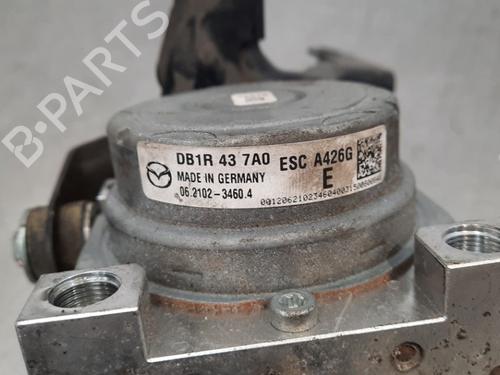 DB1R 43 7A0 ESC A426G
MADE IN GERMANY E
06.2102-3460.4
B-PARTS